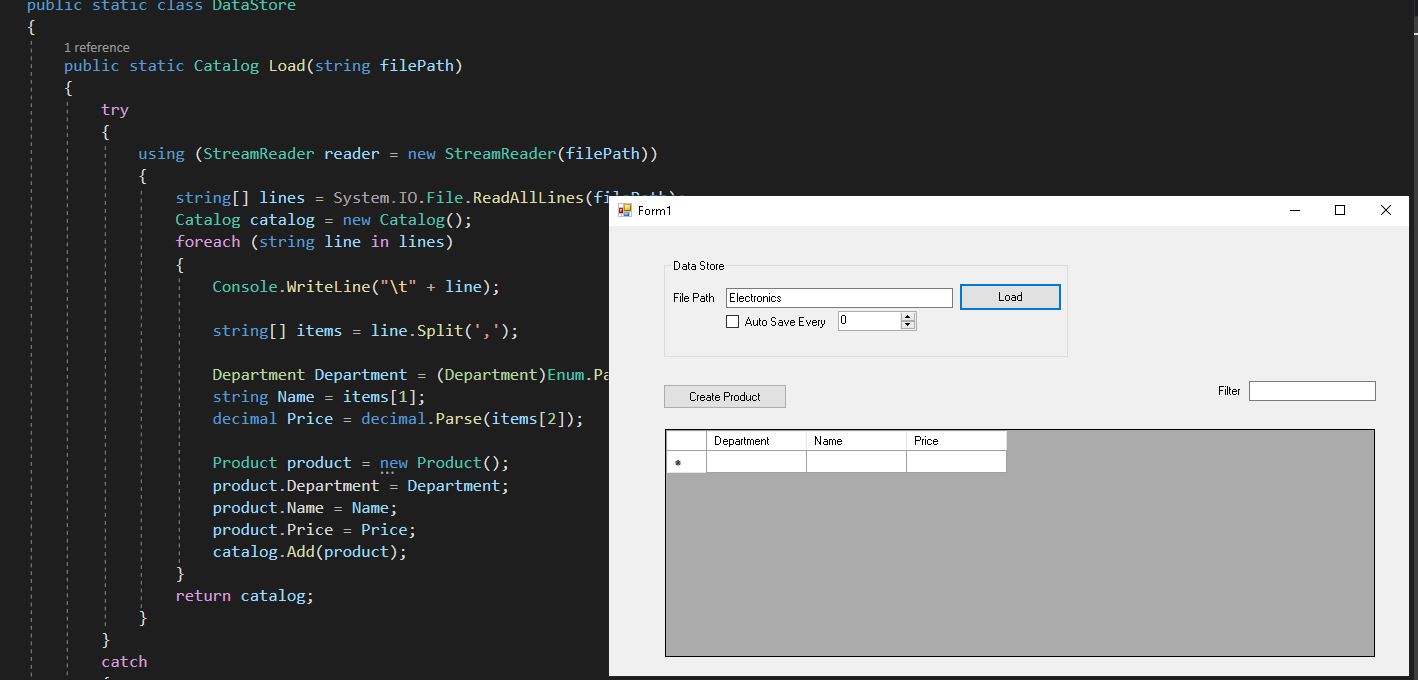 public static class DataStore
{
1 reference
public static Catalog Load(string filePath)
{
try
{
using (StreamReader reader = new StreamReader(filePath))
{
string[] lines = System.IO.File.ReadAllLines(filePath);
Catalog catalog = new Catalog();
foreach (string line in lines)
{
Console.WriteLine("\t" + line);
string[] items = line.Split(',');
Department Department = (Department)Enum.Pa
string Name = items[1];
decimal Price = decimal.Parse(items[2]);
Product product = new Product();
product.Department = Department;
product.Name = Name;
product.Price = Price;
catalog.Add(product);
}
return catalog;
}
}
catch
Form1
Data Store
File Path Electronics Load
Auto Save Every 0
Create Product
Filter
Department Name Price
*